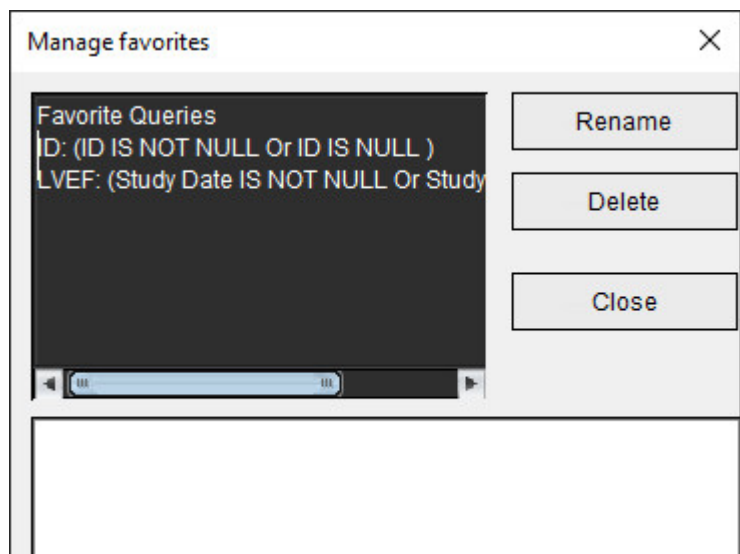 Manage favorites
Favorite Queries
ID: (ID IS NOT NULL Or ID IS NULL )
LVEF: (Study Date IS NOT NULL Or Study
Rename
Delete
Close